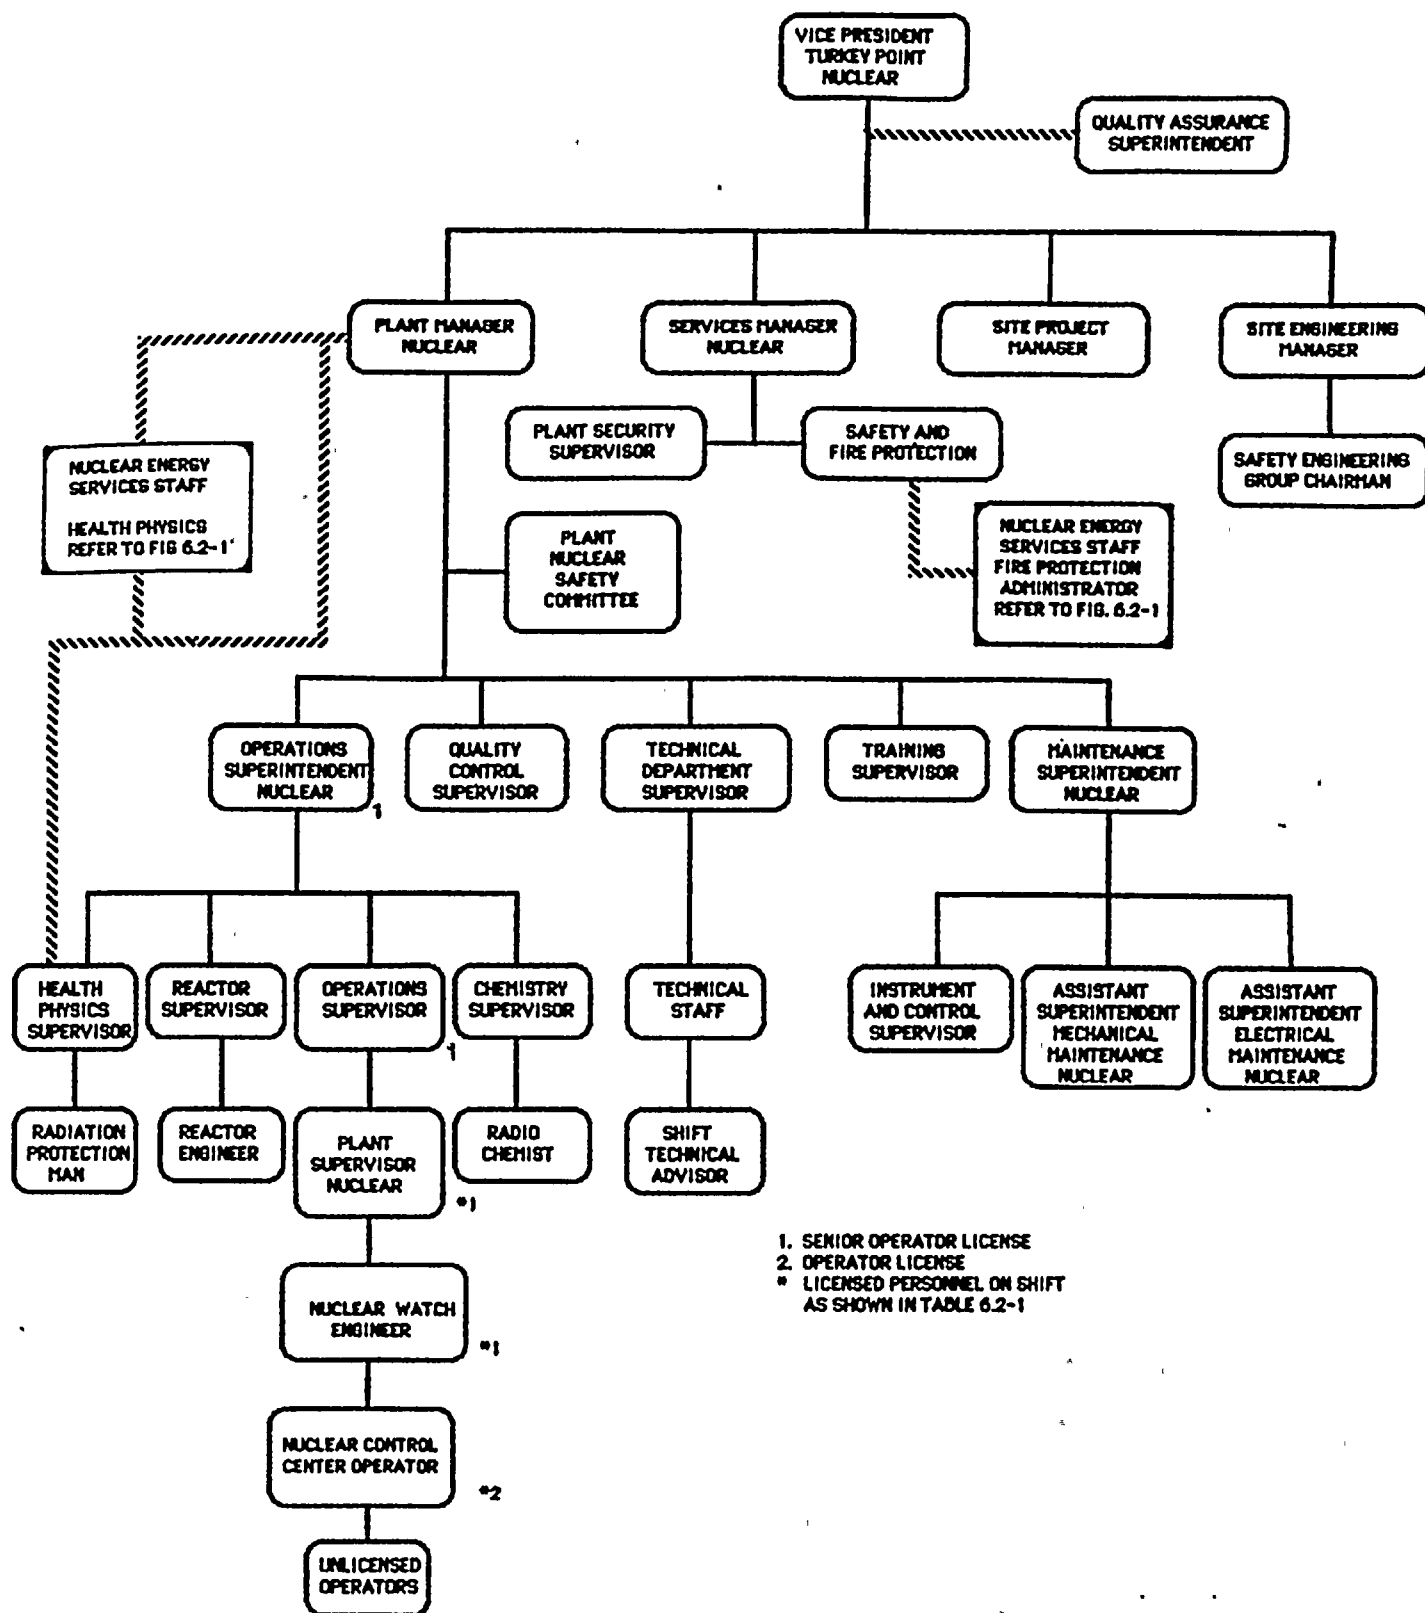 VICE PRESIDENT
TURKEY POINT
NUCLEAR
QUALITY ASSURANCE
SUPERINTENDENT
PLANT MANAGER
NUCLEAR
SERVICES MANAGER
NUCLEAR
SITE PROJECT
MANAGER
SITE ENGINEERING
MANAGER
PLANT SECURITY
SUPERVISOR
SAFETY AND
FIRE PROTECTION
SAFETY ENGINEERING
GROUP CHAIRMAN
NUCLEAR ENERGY
SERVICES STAFF
HEALTH PHYSICS
REFER TO FIG 6.2-1
PLANT
NUCLEAR
SAFETY
COMMITTEE
NUCLEAR ENERGY
SERVICES STAFF
FIRE PROTECTION
ADMINISTRATOR
REFER TO FIG. 6.2-1
OPERATIONS
SUPERINTENDENT
NUCLEAR
1
QUALITY
CONTROL
SUPERVISOR
TECHNICAL
DEPARTMENT
SUPERVISOR
TRAINING
SUPERVISOR
MAINTENANCE
SUPERINTENDENT
NUCLEAR
HEALTH
PHYSICS
SUPERVISOR
REACTOR
SUPERVISOR
OPERATIONS
SUPERVISOR
1
CHEMISTRY
SUPERVISOR
TECHNICAL
STAFF
INSTRUMENT
AND CONTROL
SUPERVISOR
ASSISTANT
SUPERINTENDENT
MECHANICAL
MAINTENANCE
NUCLEAR
ASSISTANT
SUPERINTENDENT
ELECTRICAL
MAINTENANCE
NUCLEAR
RADIATION
PROTECTION
MAN
REACTOR
ENGINEER
PLANT
SUPERVISOR
NUCLEAR
*1
RADIO
CHEMIST
SHIFT
TECHNICAL
ADVISOR
1. SENIOR OPERATOR LICENSE
2. OPERATOR LICENSE
* LICENSED PERSONNEL ON SHIFT
AS SHOWN IN TABLE 6.2-1
NUCLEAR WATCH
ENGINEER
*1
NUCLEAR CONTROL
CENTER OPERATOR
*2
UNLICENSED
OPERATORS